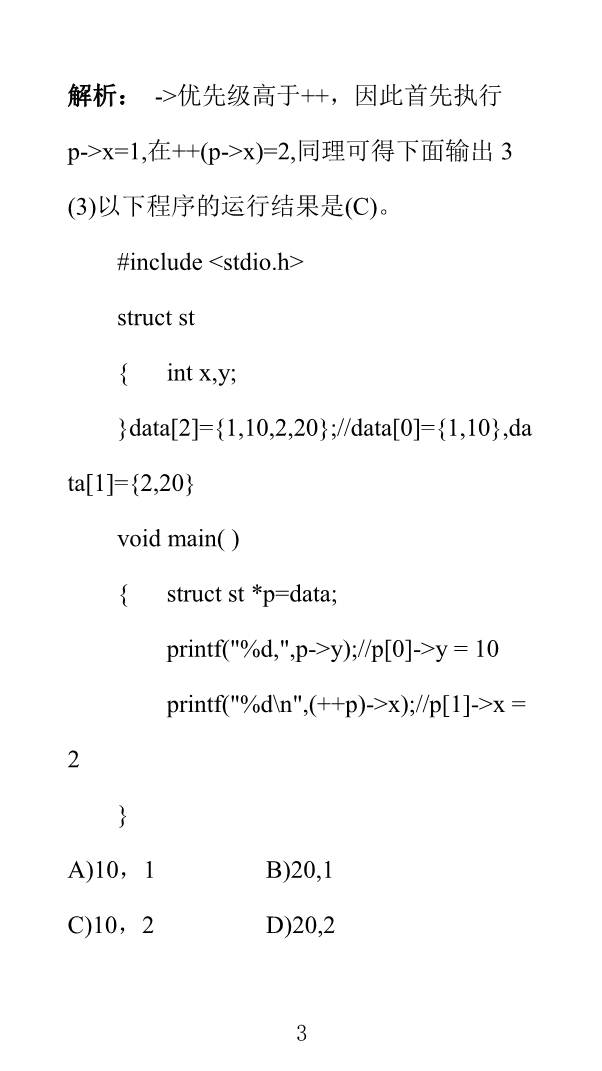 解析： ->优先级高于++，因此首先执行
p->x=1,在++(p->x)=2,同理可得下面输出 3
(3)以下程序的运行结果是(C)。
#include <stdio.h>
struct st
{ int x,y;
}data[2]={1,10,2,20};//data[0]={1,10},da
ta[1]={2,20}
void main( )
{ struct st *p=data;
printf("%d,",p->y);//p[0]->y = 10
printf("%d\n",(++p)->x);//p[1]->x =
2
}
A)10，1 B)20,1
C)10，2 D)20,2
3